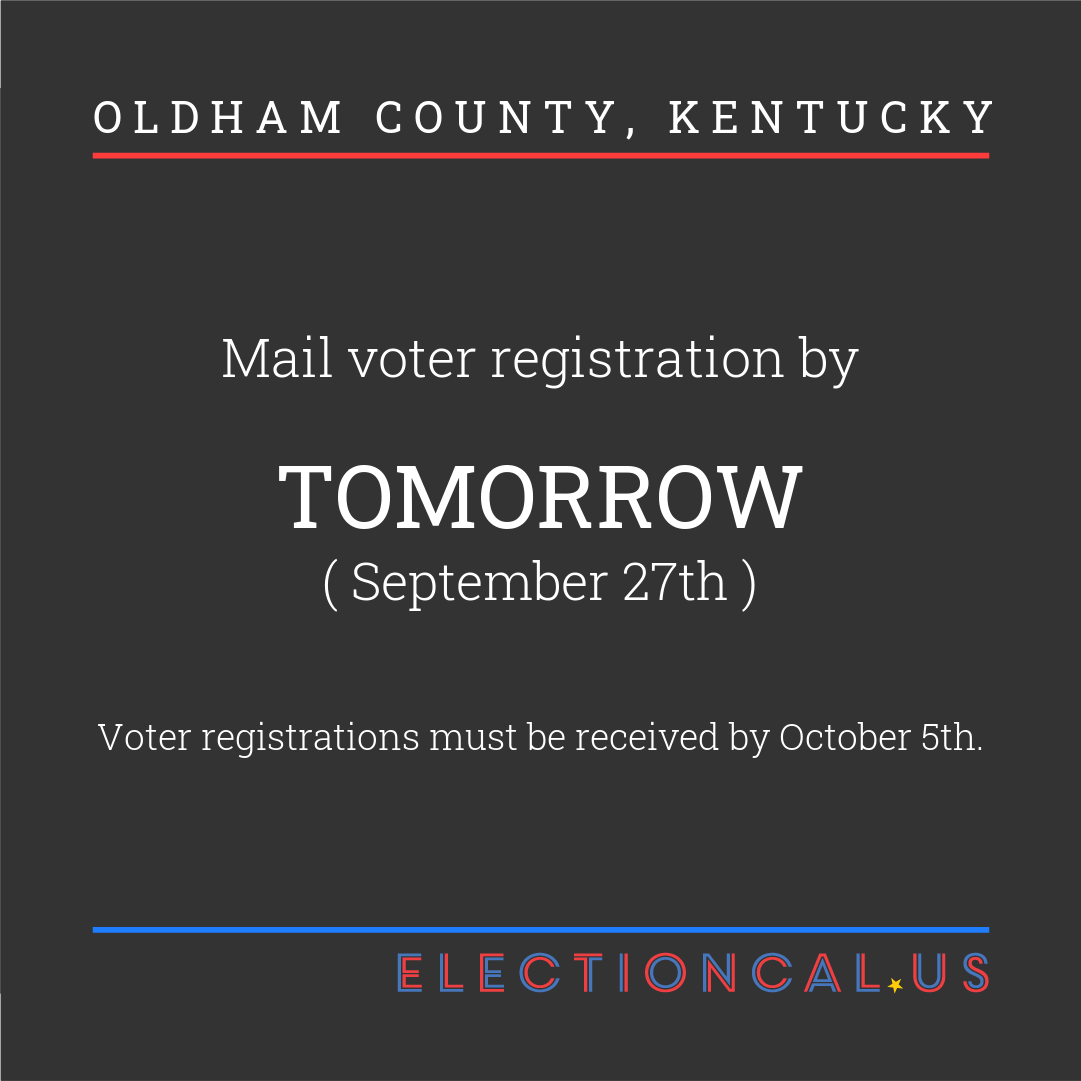 OLDHAM COUNTY, KENTUCKY
Mail voter registration by
TOMORROW
( September 27th )
Voter registrations must be received by October 5th.
ELECTIONCAL.US